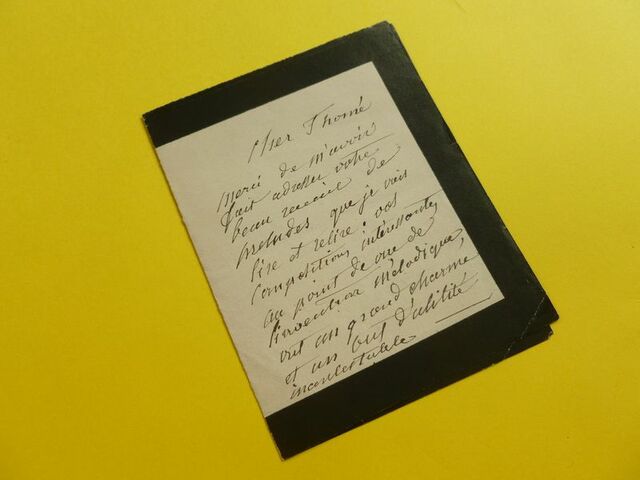 Cher Thomé
merci de m'avoir
fait adresser votre
beau recueil de
préludes que je vais
lire et relire : vos
compositions intéressantes
au point de vue de
l'invention mélodique,
ont un grand charme
et un but d'utilité
incontestable